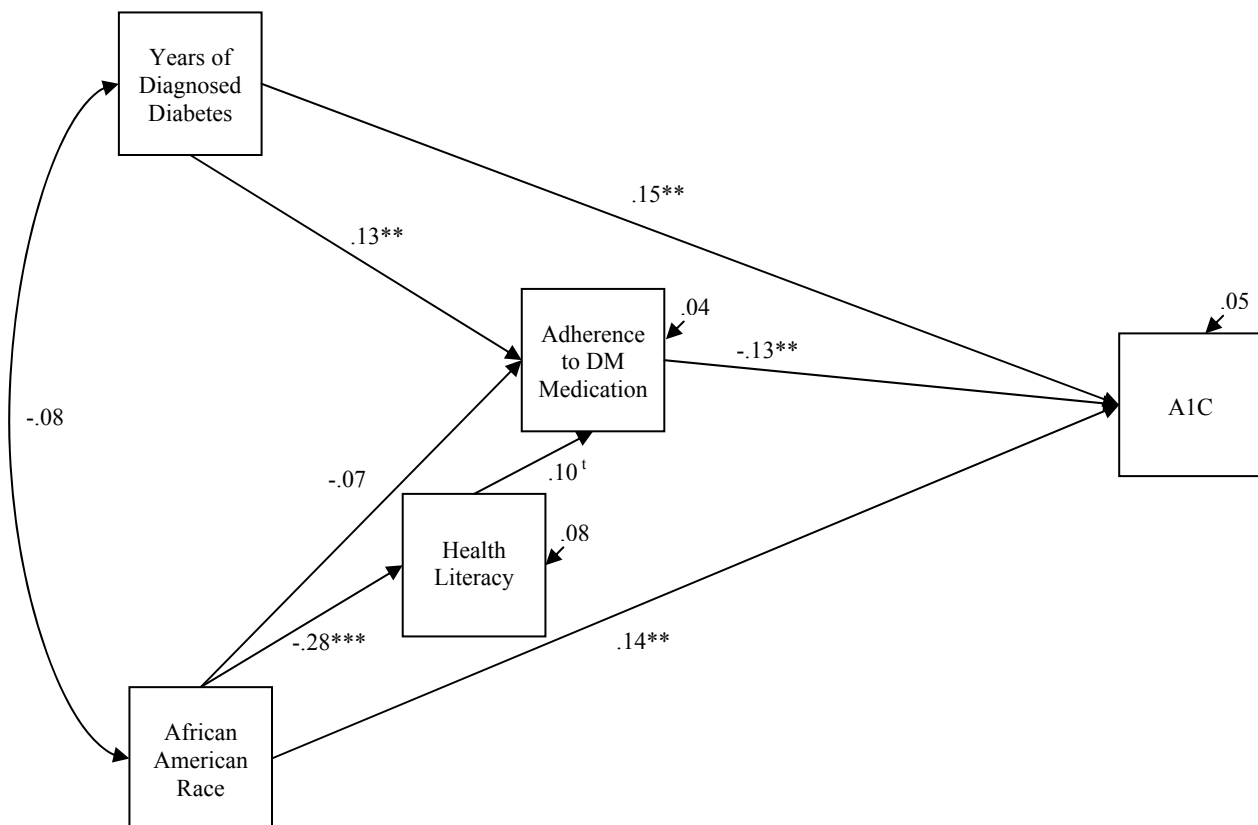 Years of
Diagnosed
Diabetes
.15**
.13**
Adherence
to DM
Medication
.04
.05
-.13**
A1C
-.08
-.07
.10 t
Health
Literacy
.08
-.28***
.14**
African
American
Race